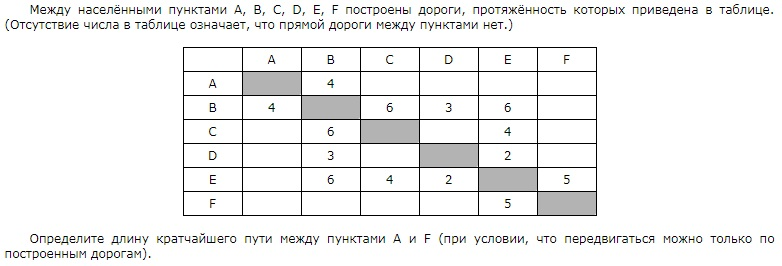 Между населёнными пунктами A, B, C, D, E, F построены дороги, протяжённость которых приведена в таблице.
(Отсутствие числа в таблице означает, что прямой дороги между пунктами нет.)
A B C D E F
A 4
B 4 6 3 6
C 6 4
D 3 2
E 6 4 2 5
F 5
Определите длину кратчайшего пути между пунктами A и F (при условии, что передвигаться можно только по
построенным дорогам).